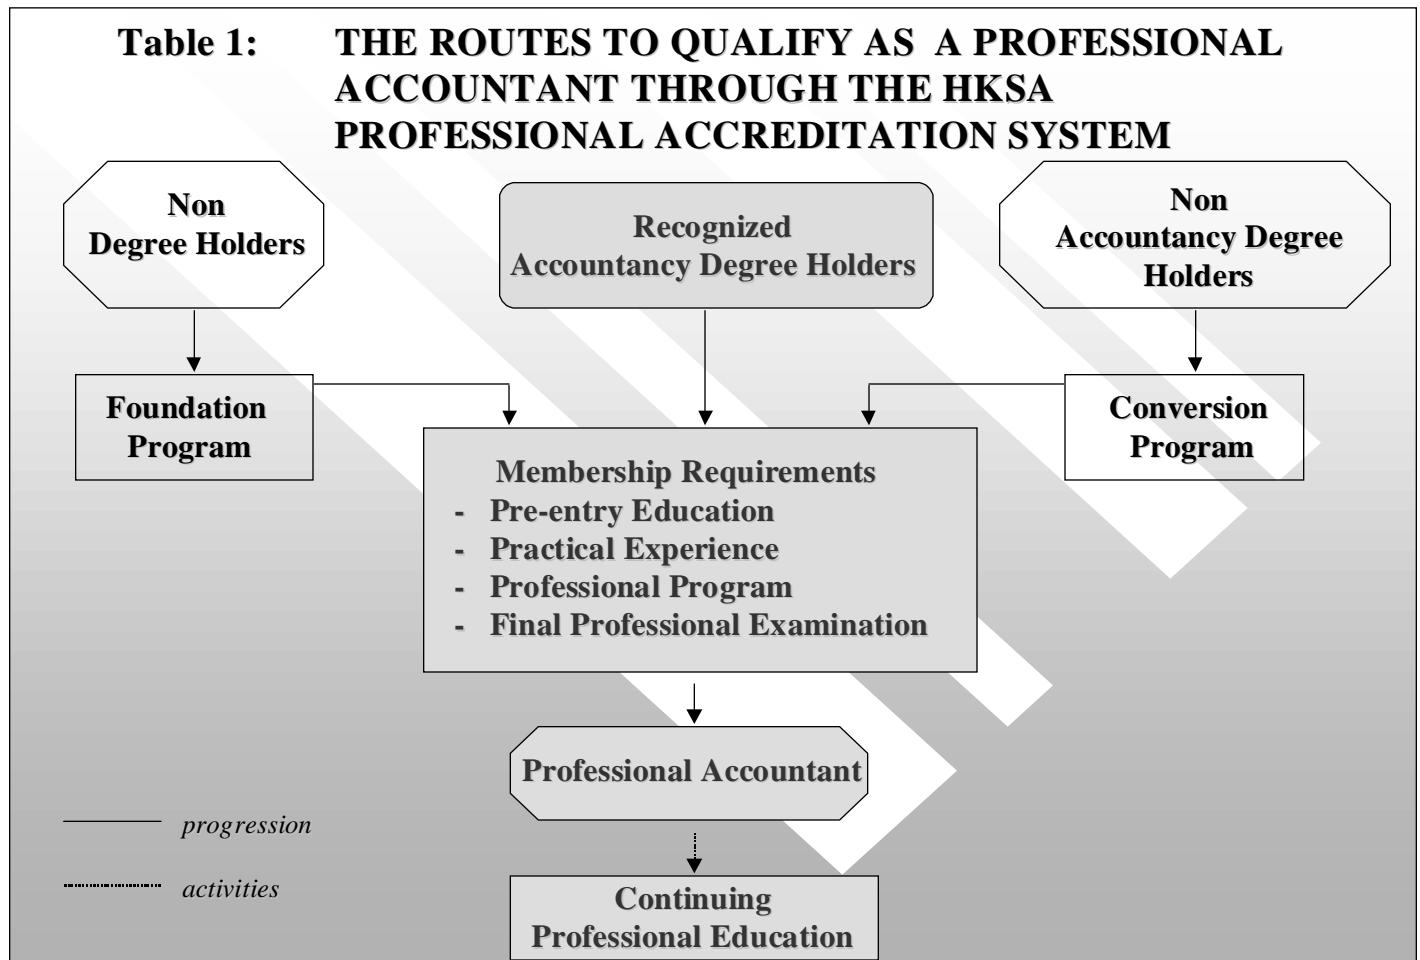 Table 1: THE ROUTES TO QUALIFY AS A PROFESSIONAL
ACCOUNTANT THROUGH THE HKSA
PROFESSIONAL ACCREDITATION SYSTEM
Non
Degree Holders
Recognized
Accountancy Degree Holders
Non
Accountancy Degree
Holders
Foundation
Program
Conversion
Program
Membership Requirements
- Pre-entry Education
- Practical Experience
- Professional Program
- Final Professional Examination
Professional Accountant
progression
activities
Continuing
Professional Education